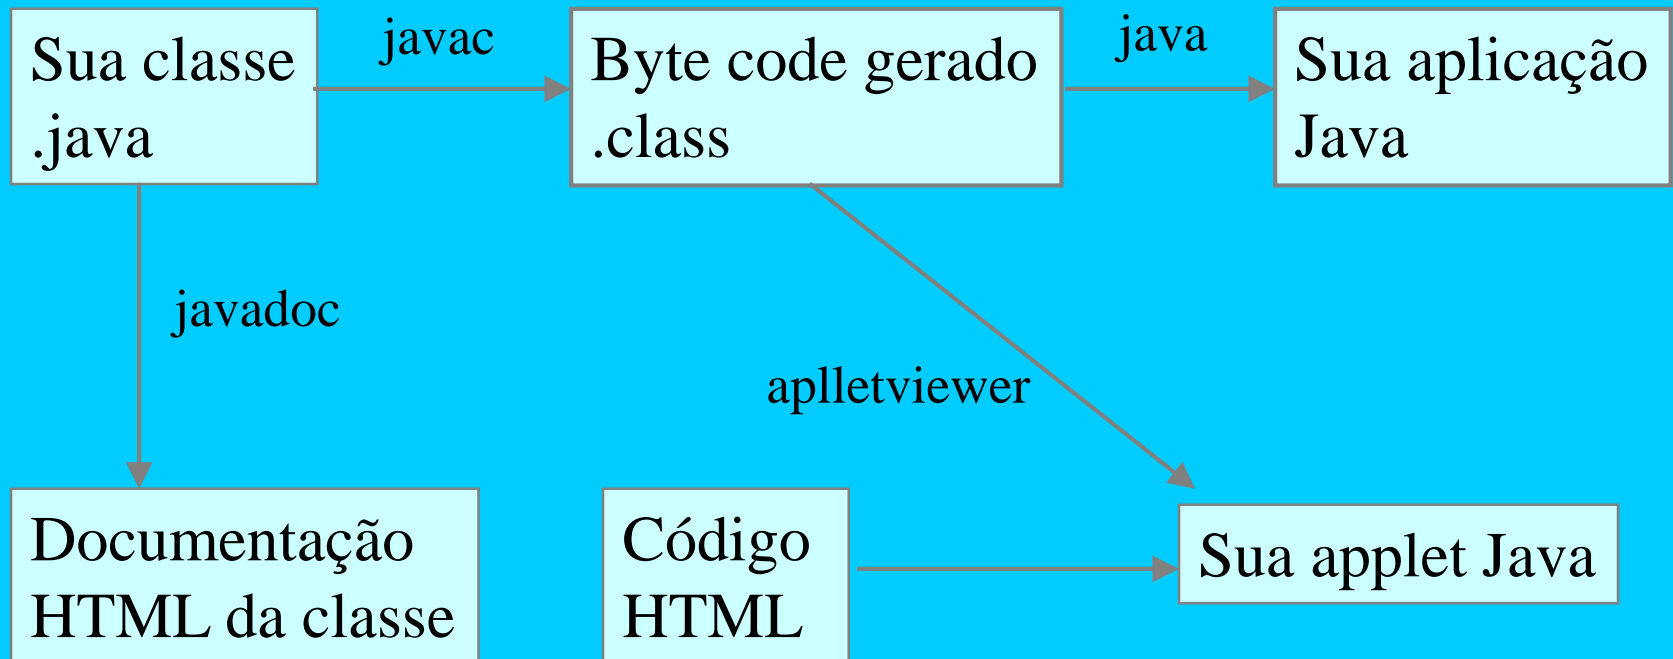 Sua classe
.java
javac
Byte code gerado
.class
java
Sua aplicação
Java
javadoc
aplletviewer
Documentação
HTML da classe
Código
HTML
Sua applet Java